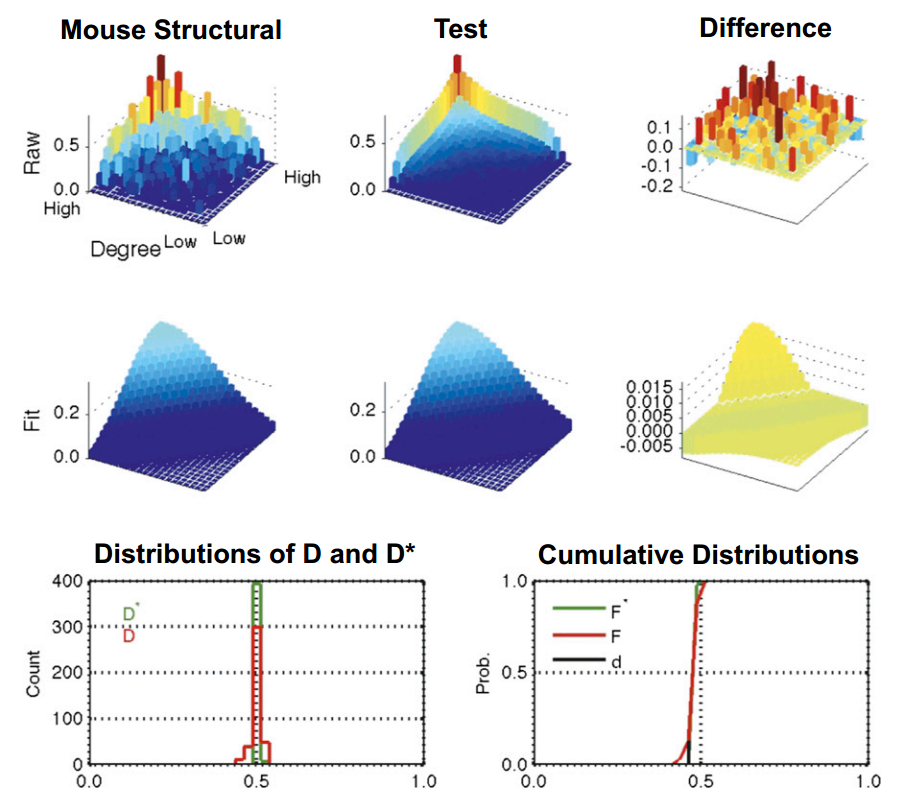 Mouse Structural
Test
Difference
Raw
0.5
0.0
High
Degree
Low
Low
High
0.5
0.0
0.1
0.0
-0.1
-0.2
Fit
0.2
0.0
0.2
0.0
0.015
0.010
0.005
0.000
-0.005
Distributions of D and D*
Cumulative Distributions
Count
400
300
200
100
0
D*
D
0.0
0.5
1.0
Prob.
1.0
0.5
0.0
F*
F
d
0.0
0.5
1.0